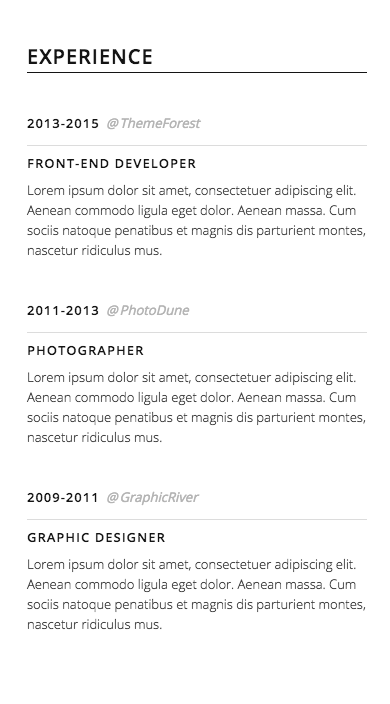 EXPERIENCE
2013-2015 @ThemeForest
FRONT-END DEVELOPER
Lorem ipsum dolor sit amet, consectetuer adipiscing elit.
Aenean commodo ligula eget dolor. Aenean massa. Cum
sociis natoque penatibus et magnis dis parturient montes,
nascetur ridiculus mus.
2011-2013 @PhotoDune
PHOTOGRAPHER
Lorem ipsum dolor sit amet, consectetuer adipiscing elit.
Aenean commodo ligula eget dolor. Aenean massa. Cum
sociis natoque penatibus et magnis dis parturient montes,
nascetur ridiculus mus.
2009-2011 @GraphicRiver
GRAPHIC DESIGNER
Lorem ipsum dolor sit amet, consectetuer adipiscing elit.
Aenean commodo ligula eget dolor. Aenean massa. Cum
sociis natoque penatibus et magnis dis parturient montes,
nascetur ridiculus mus.